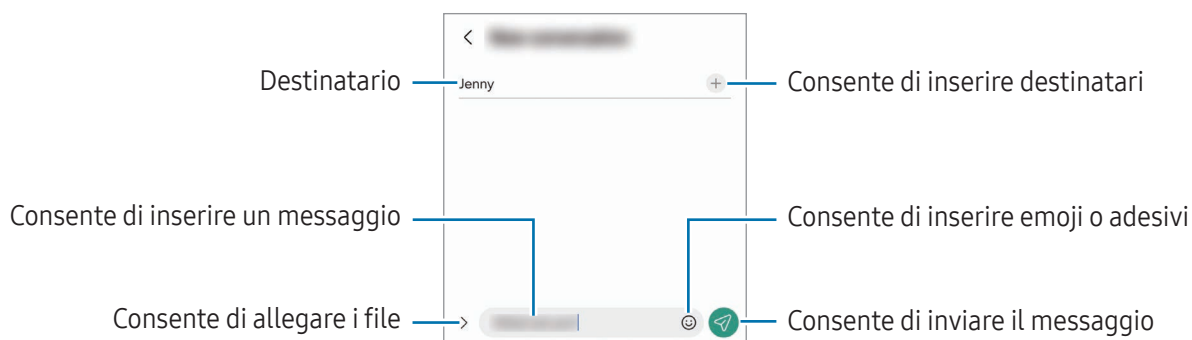 Destinatario
Jenny
Consente di inserire destinatari
Consente di inserire un messaggio
Consente di inserire emoji o adesivi
Consente di allegare i file
Consente di inviare il messaggio